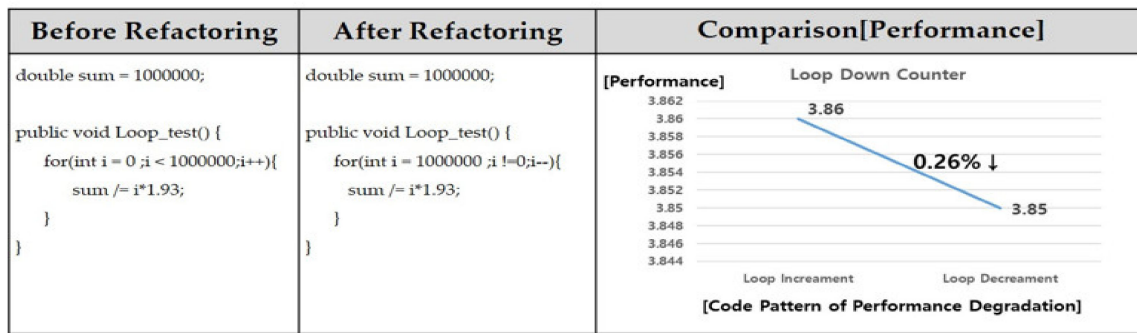 Before Refactoring
After Refactoring
Comparison[Performance]
double sum = 1000000;
public void Loop_test() {
for(int i = 0 ;i < 1000000;i++){
sum /= i*1.93;
}
}
double sum = 1000000;
public void Loop_test() {
for(int i = 1000000 ;i !=0;i--){
sum /= i*1.93;
}
}
[Performance]
Loop Down Counter
3.862
3.86
3.858
3.856
3.854
3.852
3.85
3.848
3.846
3.844
3.86
0.26% ↓
3.85
Loop Increament
Loop Decreament
[Code Pattern of Performance Degradation]